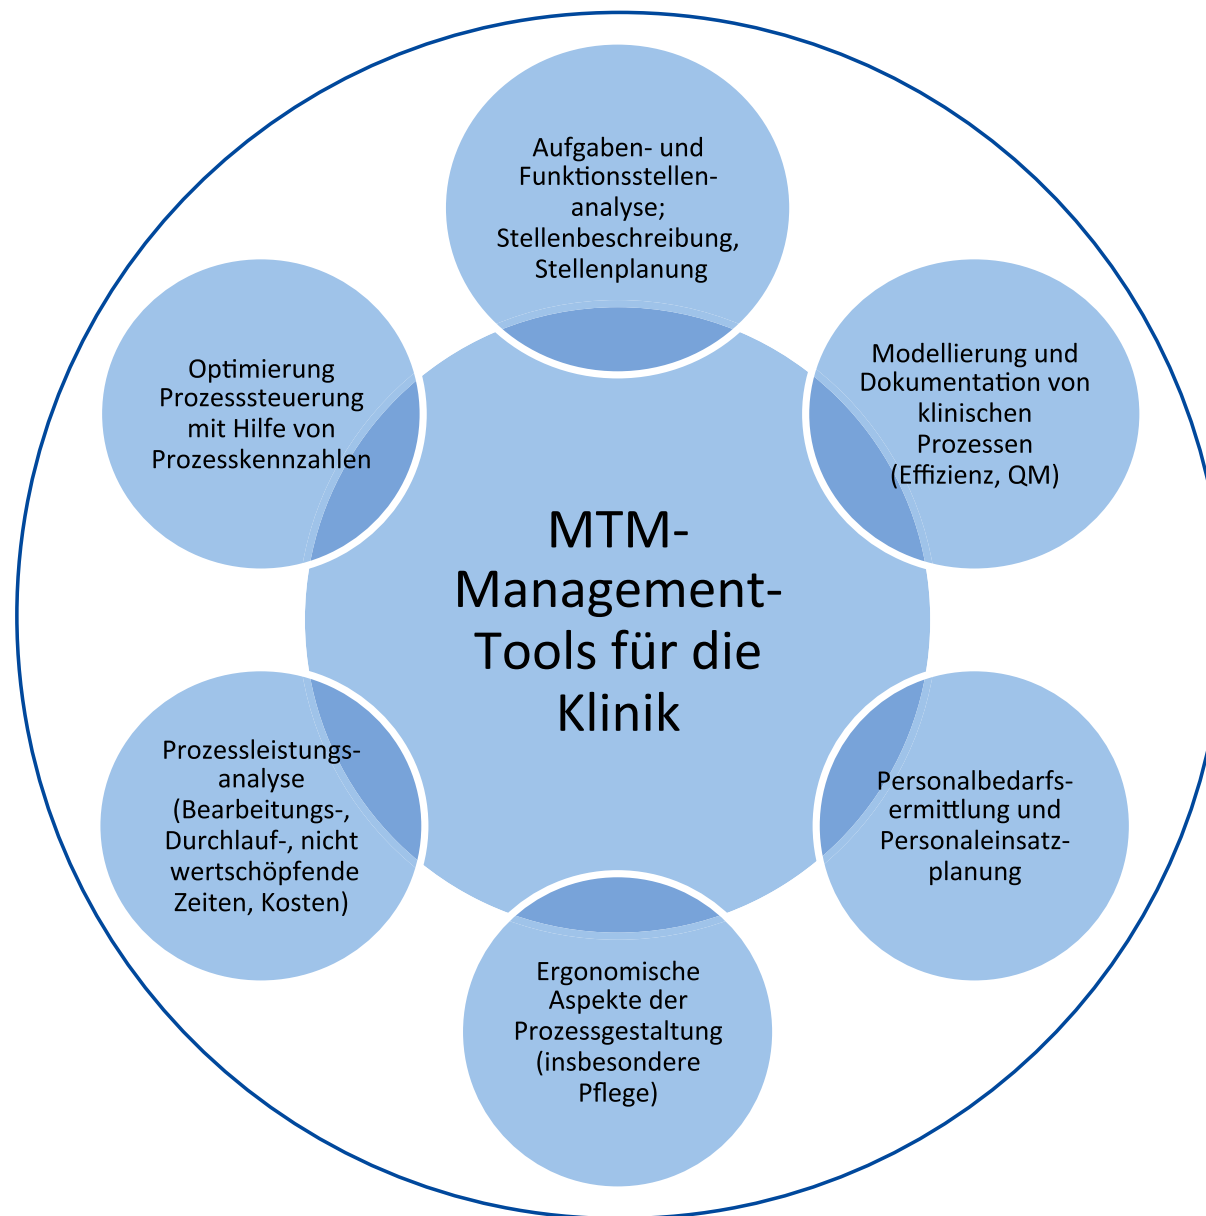 Aufgaben- und
Funktionsstellen-
analyse;
Stellenbeschreibung,
Stellenplanung
Modellierung und
Dokumentation von
klinischen
Prozessen
(Effizienz, QM)
Optimierung
Prozesssteuerung
mit Hilfe von
Prozesskennzahlen
MTM-
Management-
Tools für die
Klinik
Prozessleistungs-
analyse
(Bearbeitungs-,
Durchlauf-, nicht
wertschöpfende
Zeiten, Kosten)
Personalbedarfs-
ermittlung und
Personaleinsatz-
planung
Ergonomische
Aspekte der
Prozessgestaltung
(insbesondere
Pflege)